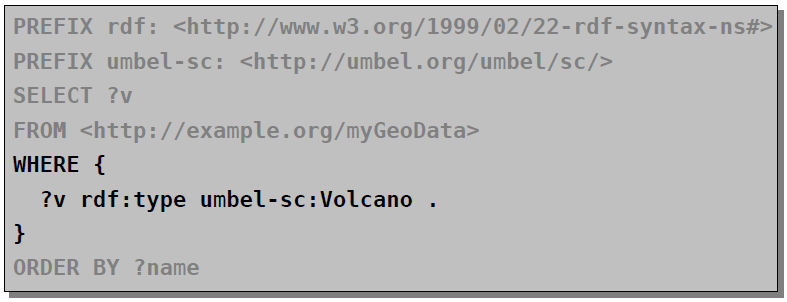 PREFIX rdf: <http://www.w3.org/1999/02/22-rdf-syntax-ns#>
PREFIX umbel-sc: <http://umbel.org/umbel/sc/>
SELECT ?v
FROM <http://example.org/myGeoData>
WHERE {
?v rdf:type umbel-sc:Volcano .
}
ORDER BY ?name